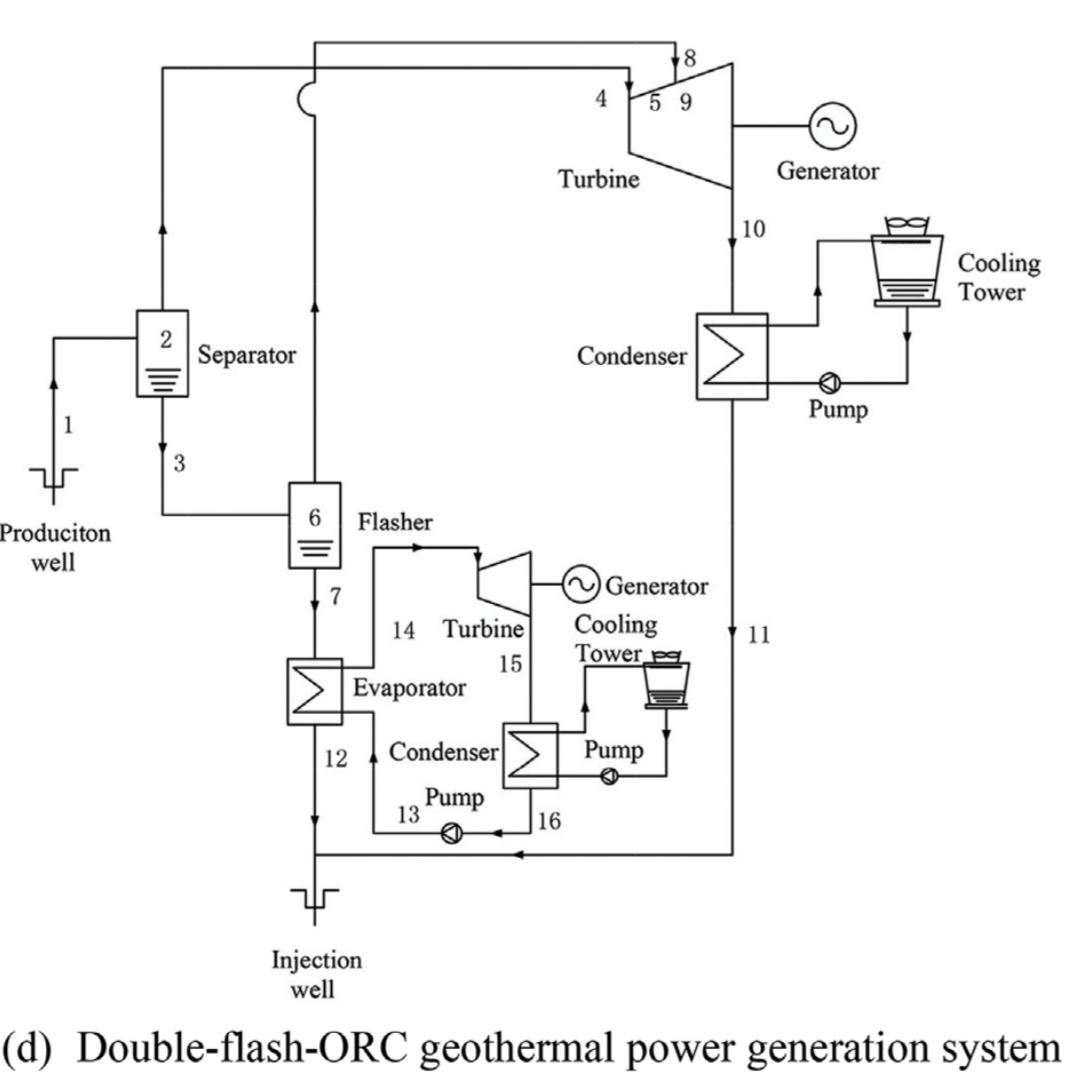 8
4
5 9
Turbine
Generator
10
Cooling
Tower
2
Separator
Condenser
Pump
1
3
Produciton
well
6
Flasher
7
Generator
14
Turbine
Cooling
Tower
11
15
Evaporator
12
Condenser
Pump
Pump
13
16
Injection
well
(d) Double-flash-ORC geothermal power generation system